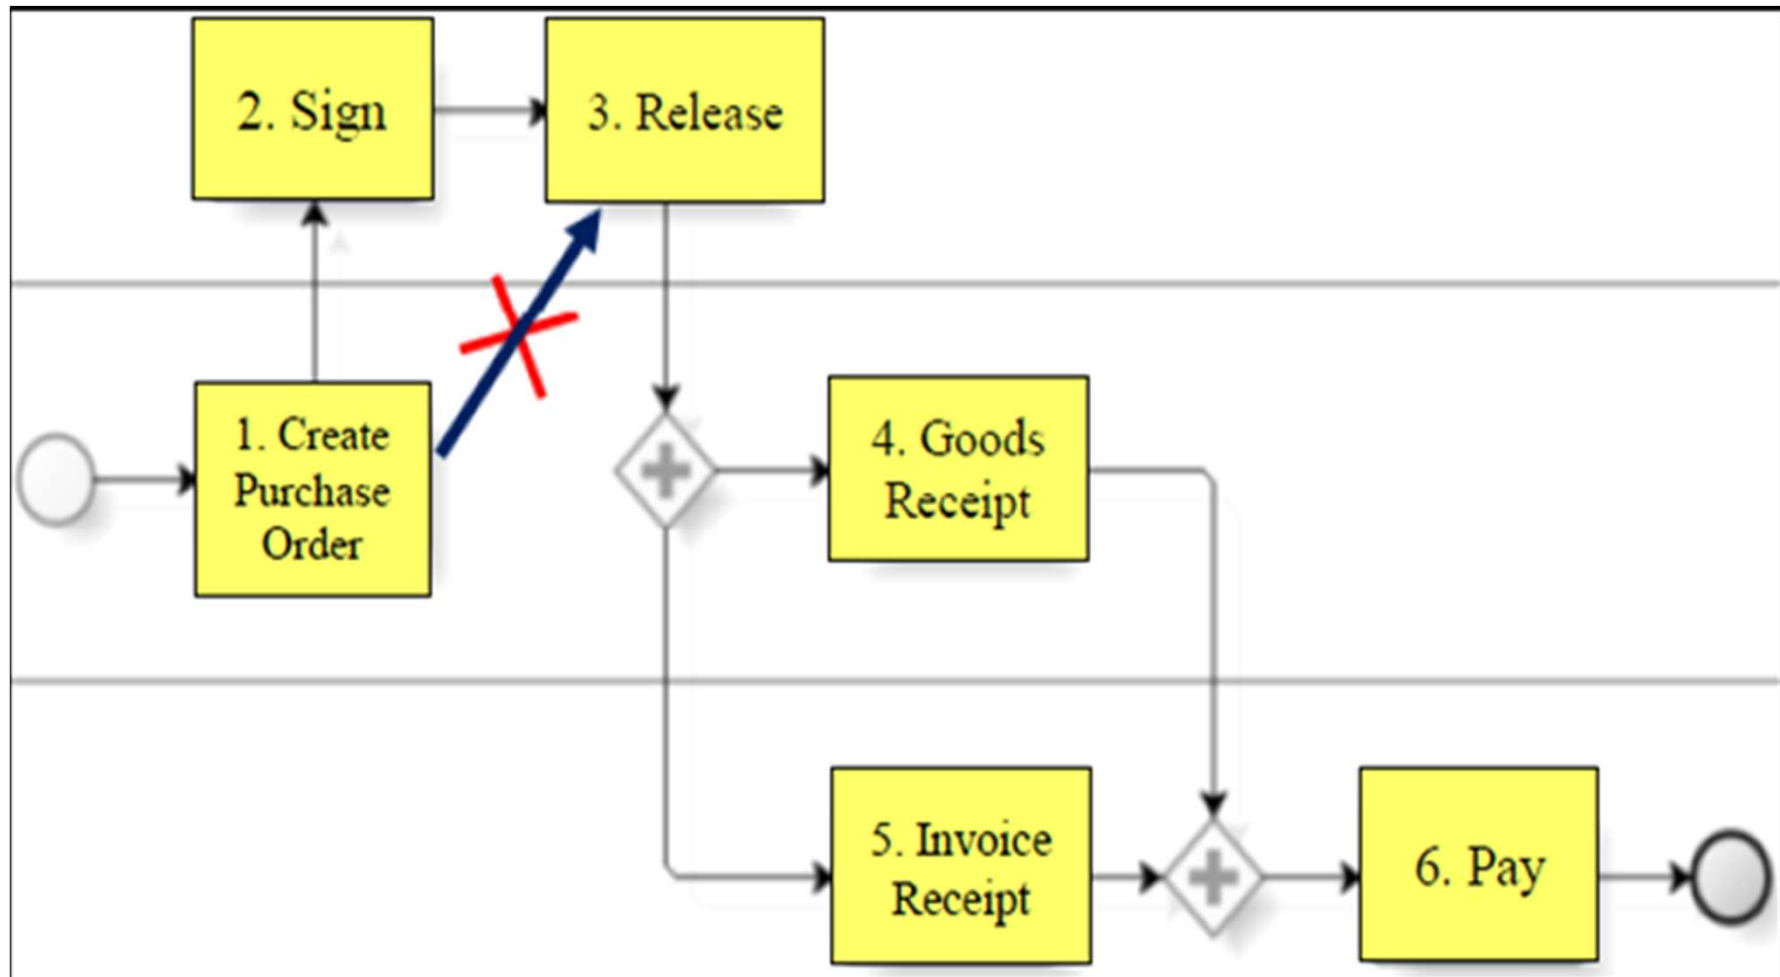 2. Sign
3. Release
1. Create
Purchase
Order
4. Goods
Receipt
5. Invoice
Receipt
6. Pay